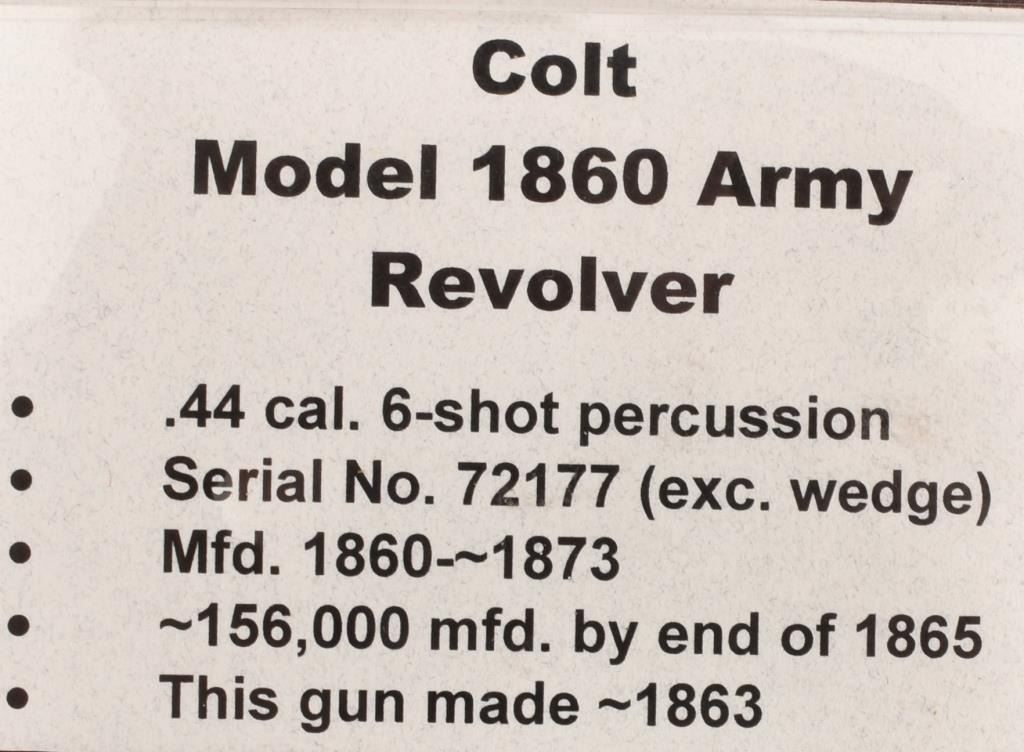 Colt
Model 1860 Army
Revolver
• .44 cal. 6-shot percussion
• Serial No. 72177 (exc. wedge)
• Mfd. 1860-~1873
• ~156,000 mfd. by end of 1865
• This gun made ~1863